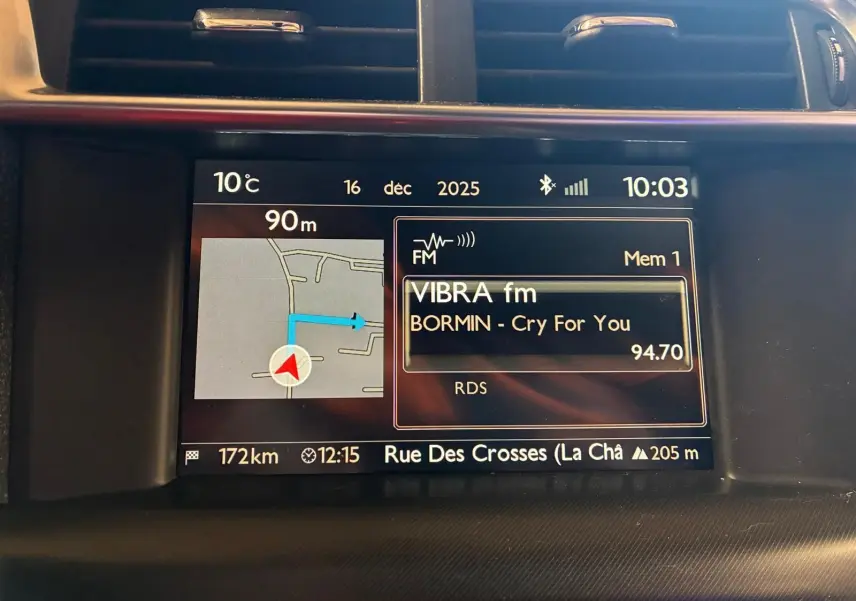 10°C 16 déc 2025 10:03
90m
FM Mem 1
VIBRA fm
BORMIN - Cry For You
94.70
RDS
172km 12:15 Rue Des Crosses (La Châ 205 m